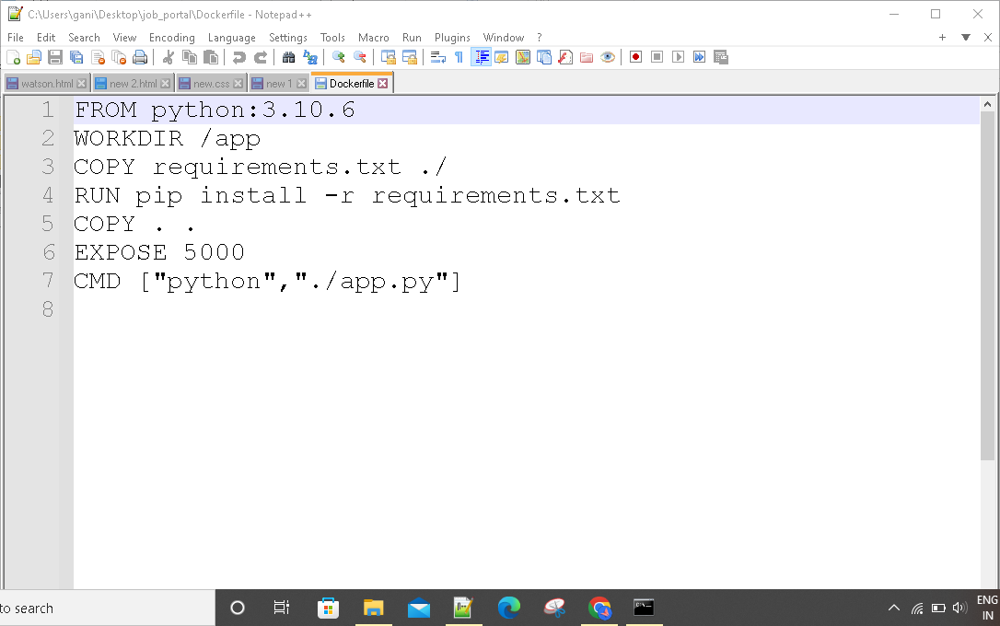 C:\Users\gani\Desktop\job_portal\Dockerfile - Notepad++
File Edit Search View Encoding Language Settings Tools Macro Run Plugins Window ? + ▼ X
watson.html new 2.html new.css new 1 Dockerfile
1 FROM python:3.10.6
2 WORKDIR /app
3 COPY requirements.txt ./
4 RUN pip install -r requirements.txt
5 COPY . .
6 EXPOSE 5000
7 CMD ["python","./app.py"]
8
to search
ENG
IN